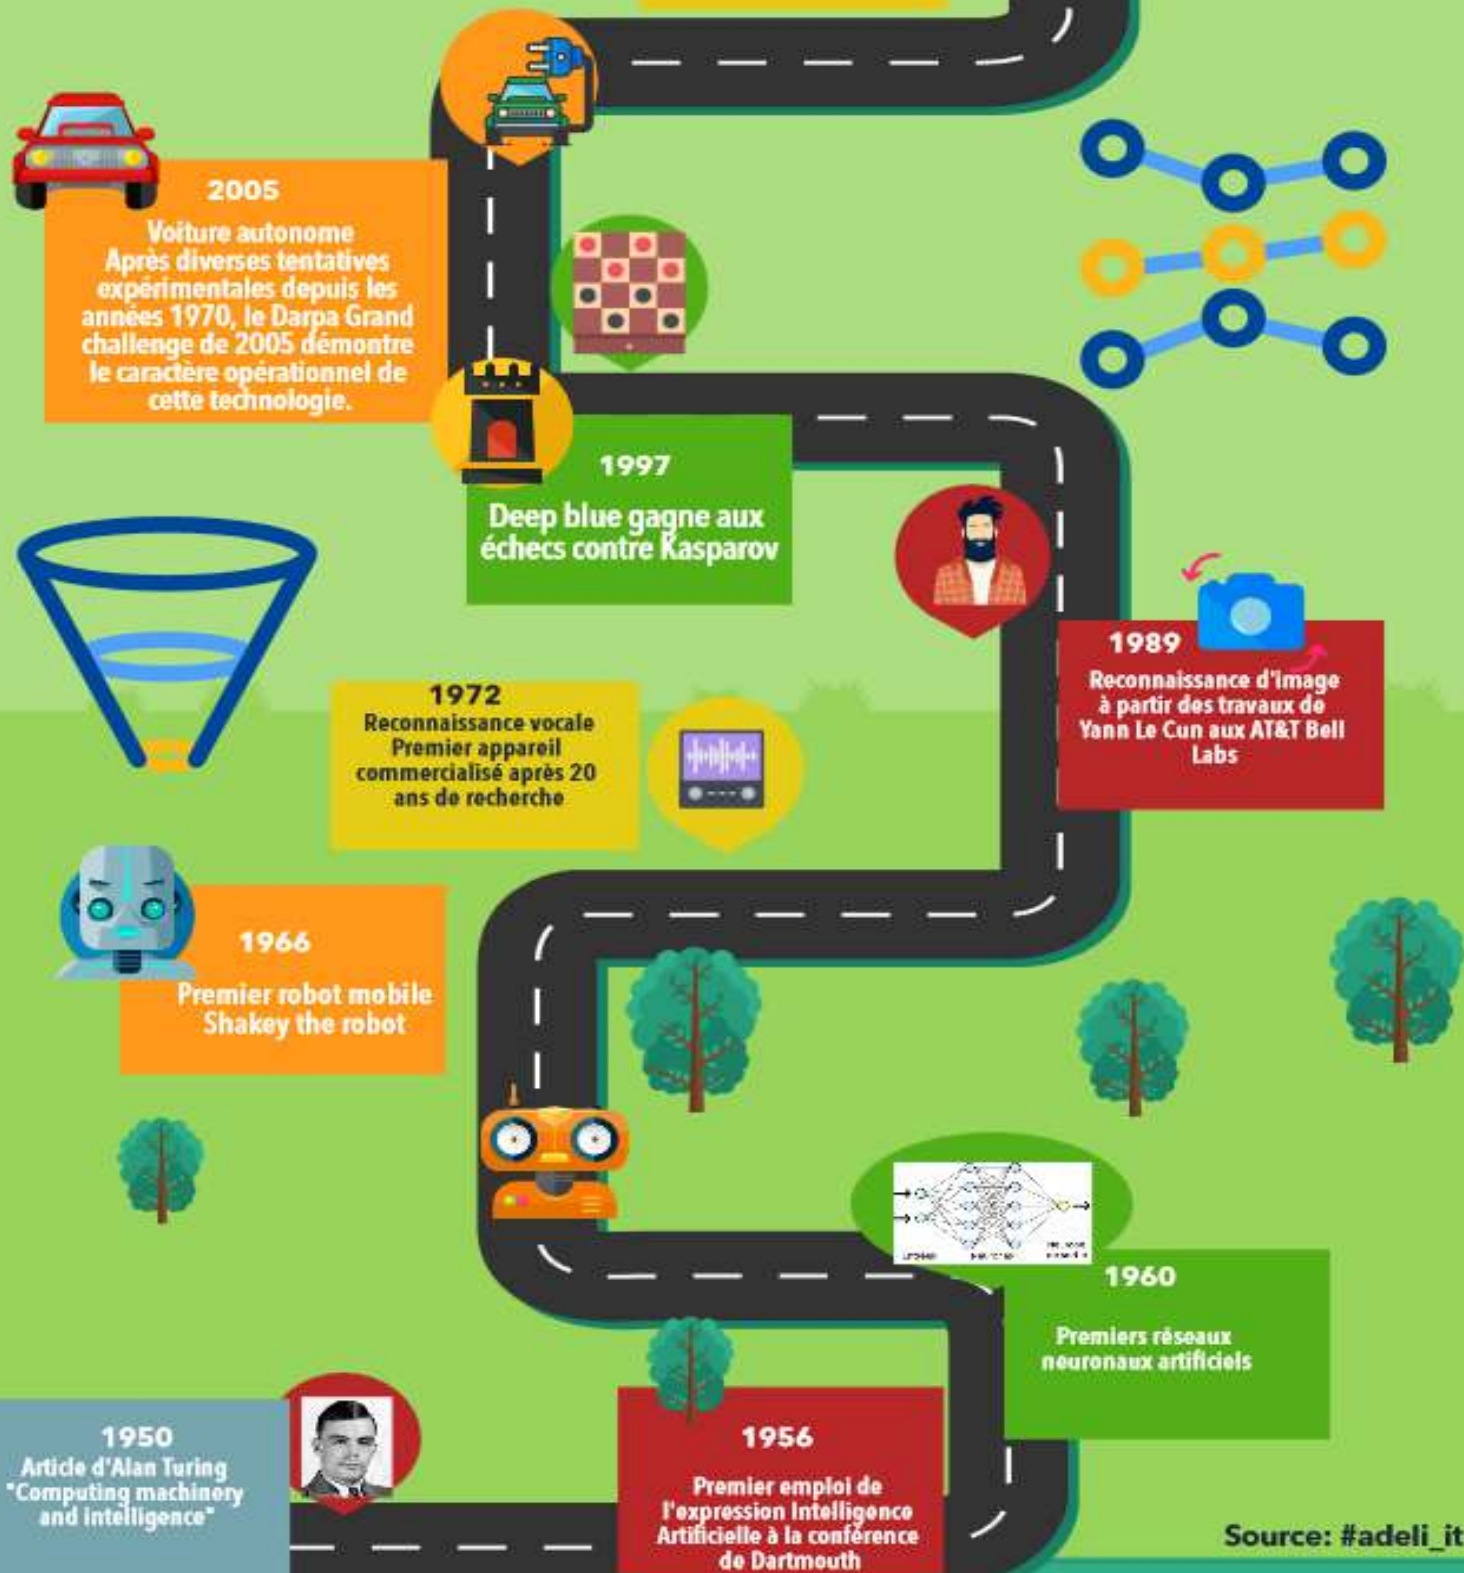 2005
Voiture autonome
Après diverses tentatives
expérimentales depuis les
années 1970, le Darpa Grand
challenge de 2005 démontre
le caractère opérationnel de
cette technologie.
1997
Deep blue gagne aux
échecs contre Kasparov
1989
Reconnaissance d'image
à partir des travaux de
Yann Le Cun aux AT&T Bell
Labs
1972
Reconnaissance vocale
Premier appareil
commercialisé après 20
ans de recherche
1966
Premier robot mobile
Shakey the robot
1960
Premiers réseaux
neuronaux artificiels
1950
Article d'Alan Turing
"Computing machinery
and intelligence"
1956
Premier emploi de
l'expression Intelligence
Artificielle à la conférence
de Dartmouth
Source: #adeli_it